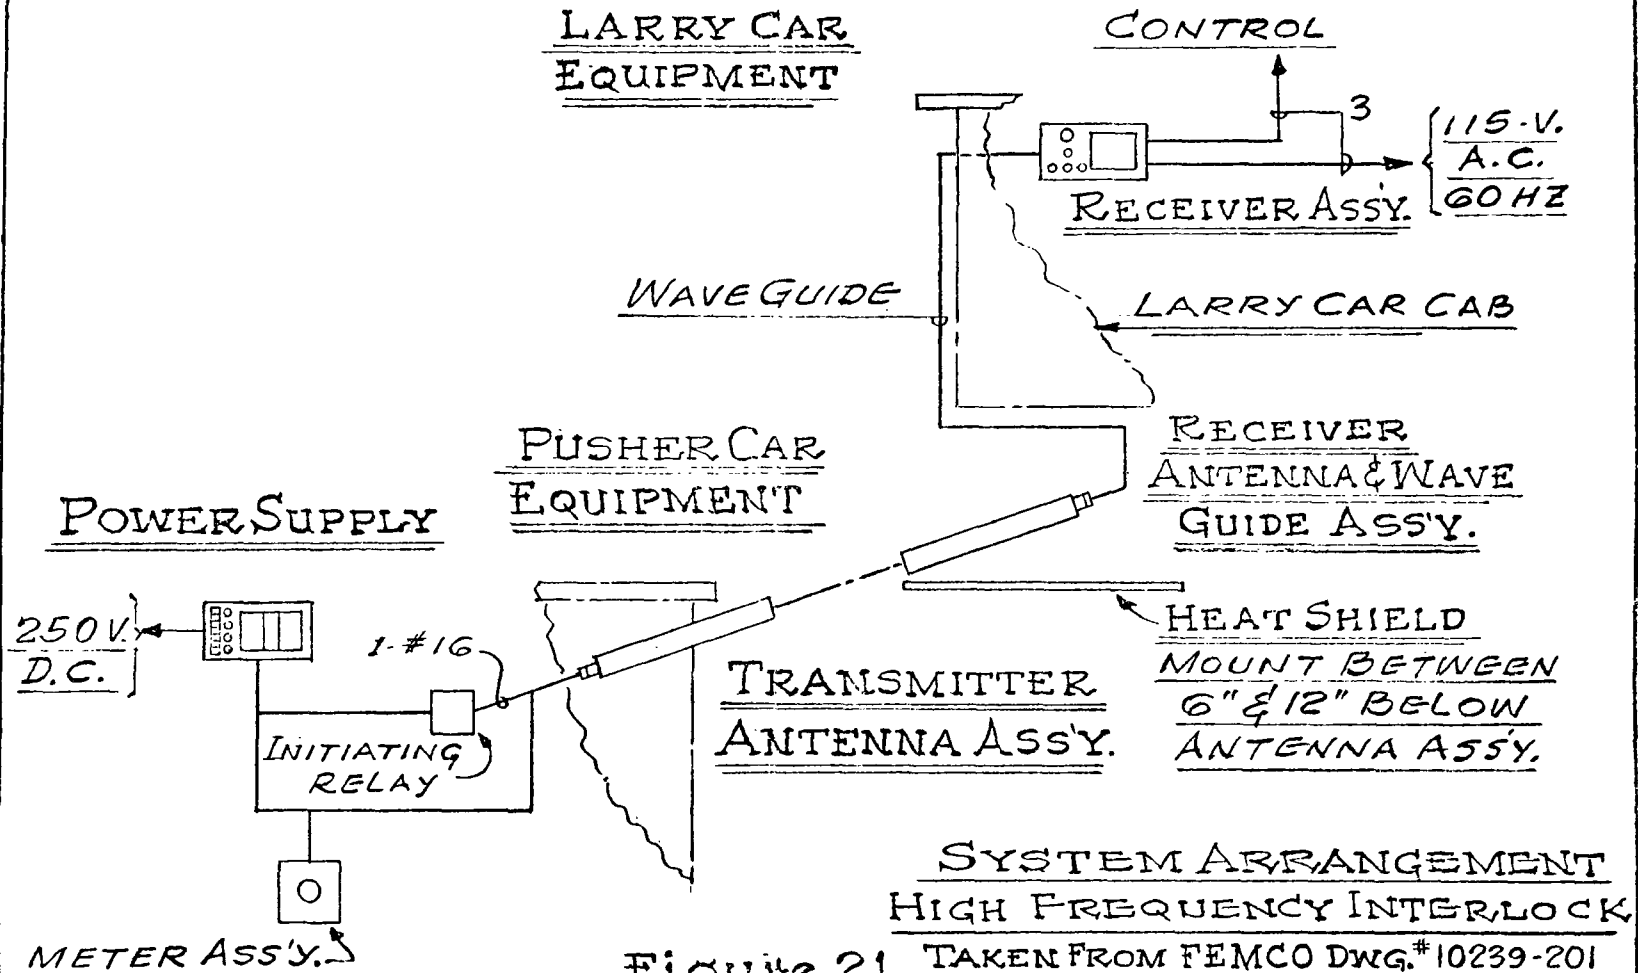 LARRY CAR
EQUIPMENT
CONTROL
3
115-V.
A.C.
60 HZ
RECEIVER ASS'Y.
WAVE GUIDE
LARRY CAR CAB
PUSHER CAR
EQUIPMENT
RECEIVER
ANTENNA & WAVE
GUIDE ASS'Y.
POWER SUPPLY
250 V.
D.C.
1-#16
HEAT SHIELD
MOUNT BETWEEN
6" & 12" BELOW
ANTENNA ASS'Y.
TRANSMITTER
ANTENNA ASS'Y.
INITIATING
RELAY
METER ASS'Y.
SYSTEM ARRANGEMENT
HIGH FREQUENCY INTERLOCK
TAKEN FROM FEMCO DWG.#10239-201
21